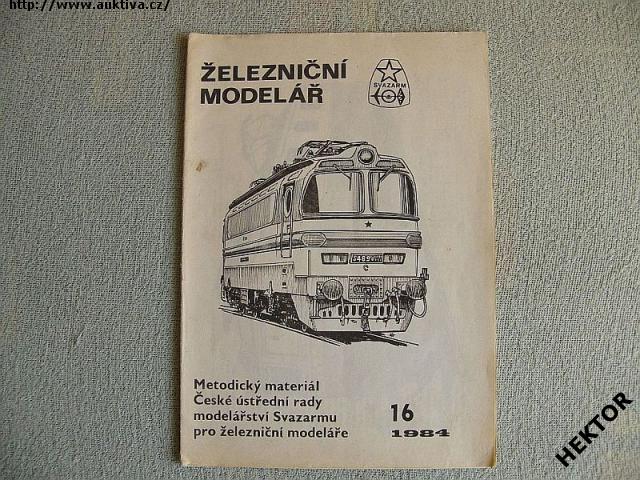 http://www.auktiva.cz/
ŽELEZNIČNÍ
MODELÁŘ
SVAZARM
Metodický materiál
České ústřední rady
modelářství Svazarmu
pro železniční modeláře
16
1984
HEKTOR